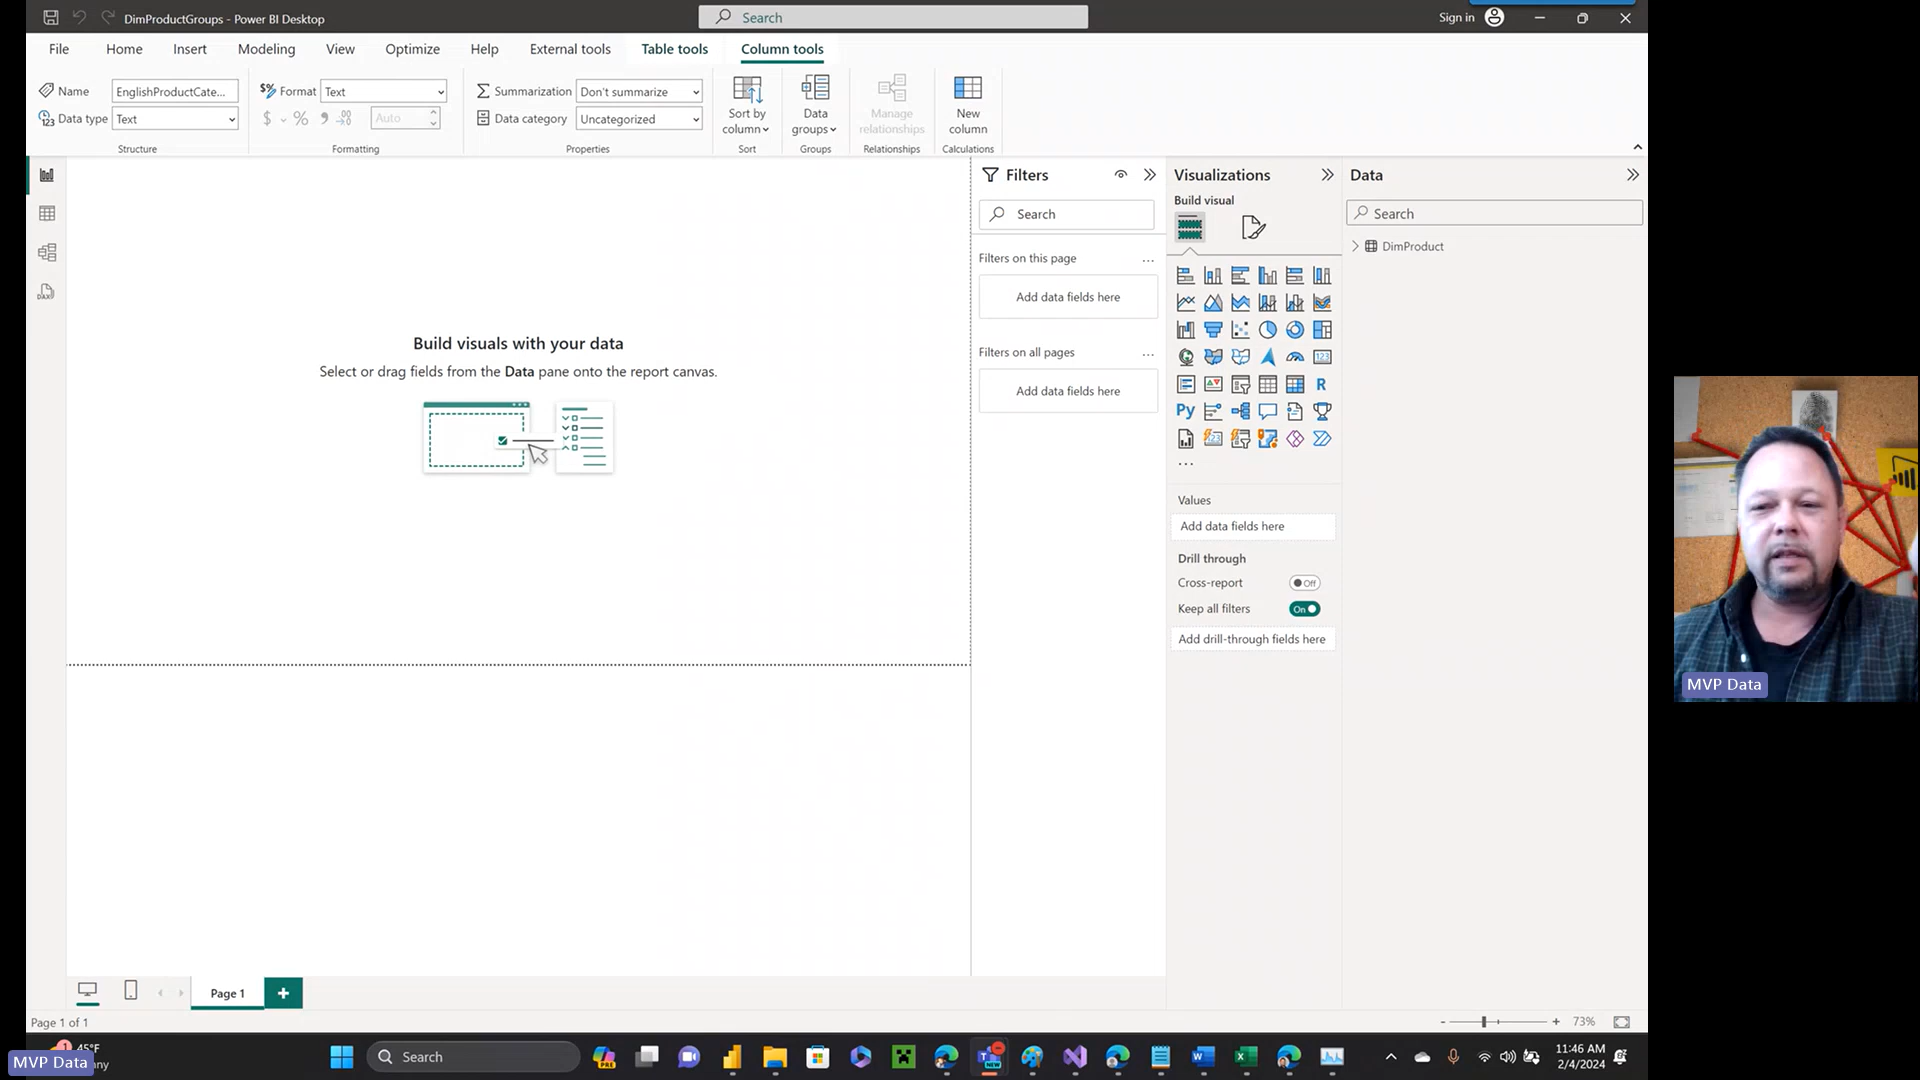 DimProductGroups - Power BI Desktop
Search
Sign in
File
Home
Insert
Modeling
View
Optimize
Help
External tools
Table tools
Column tools
Name
EnglishProductCate...
Format
Text
Summarization
Don't summarize
Sort by
column
Data
groups
Manage
relationships
New
column
Data type
Text
$
%
Auto
Data category
Uncategorized
Structure
Formatting
Properties
Sort
Groups
Relationships
Calculations
Filters
Search
Filters on this page
...
Add data fields here
Filters on all pages
...
Add data fields here
Visualizations
Build visual
R
Py
...
Values
Add data fields here
Drill through
Cross-report
Off
Keep all filters
On
Add drill-through fields here
Data
Search
DimProduct
Build visuals with your data
Select or drag fields from the Data pane onto the report canvas.
MVP Data
Page 1
+
Page 1 of 1
-
+
73%
1
45°F
MVP Data
Search
PRE
NEW
11:46 AM
2/4/2024